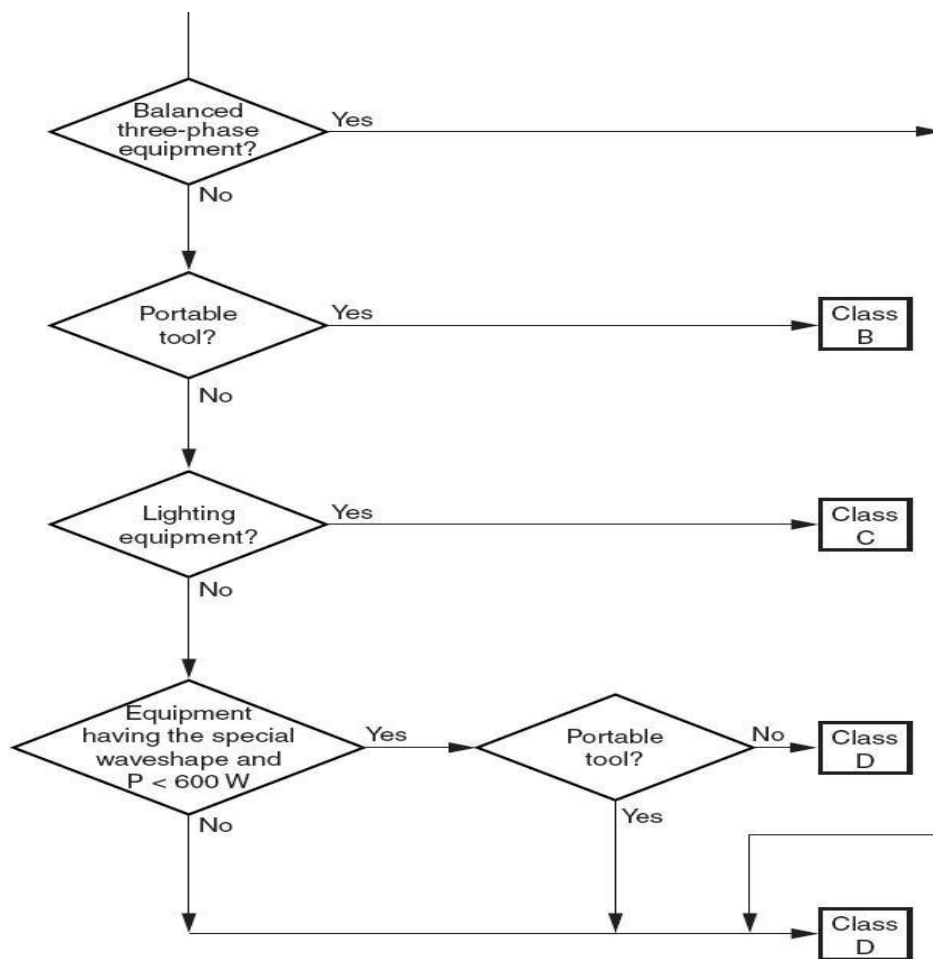 Balanced
three-phase
equipment?
Yes
No
Portable
tool?
Yes
Class
B
No
Lighting
equipment?
Yes
Class
C
No
Equipment
having the special
waveshape and
P < 600 W
Yes
Portable
tool?
No
Class
D
No
Yes
Class
D